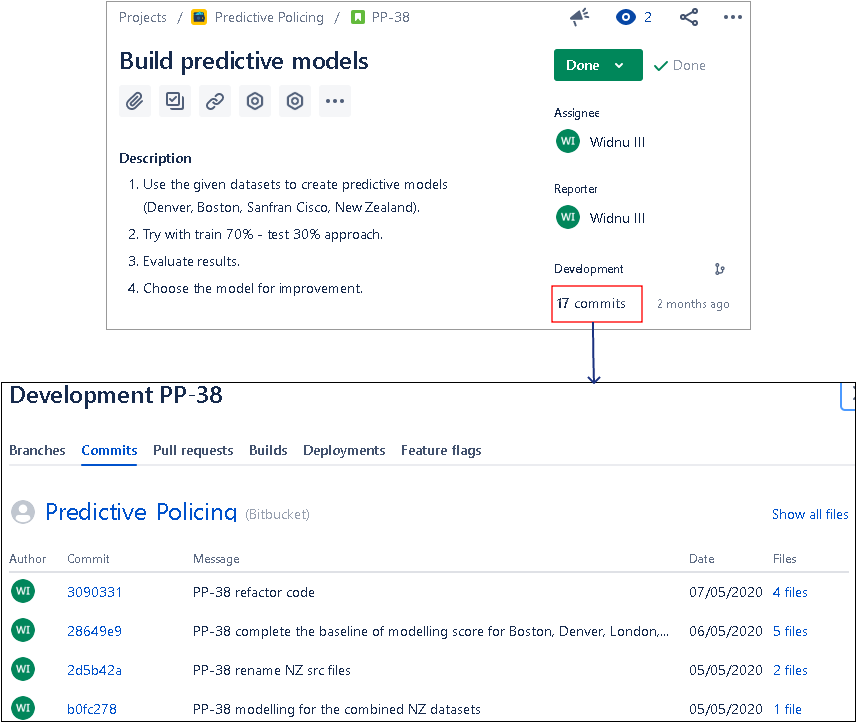 Projects / Predictive Policing / PP-38
2
Build predictive models
Done
Done
Assignee
WI Widnu III
Description
1. Use the given datasets to create predictive models
(Denver, Boston, Sanfran Cisco, New Zealand).
2. Try with train 70% - test 30% approach.
3. Evaluate results.
4. Choose the model for improvement.
Reporter
WI Widnu III
Development
17 commits 2 months ago
Development PP-38
Branches Commits Pull requests Builds Deployments Feature flags
Predictive Policing (Bitbucket) Show all files
Author Commit Message Date Files
WI 3090331 PP-38 refactor code 07/05/2020 4 files
WI 28649e9 PP-38 complete the baseline of modelling score for Boston, Denver, London,... 06/05/2020 5 files
WI 2d5b42a PP-38 rename NZ src files 05/05/2020 2 files
WI b0fc278 PP-38 modelling for the combined NZ datasets 05/05/2020 1 file